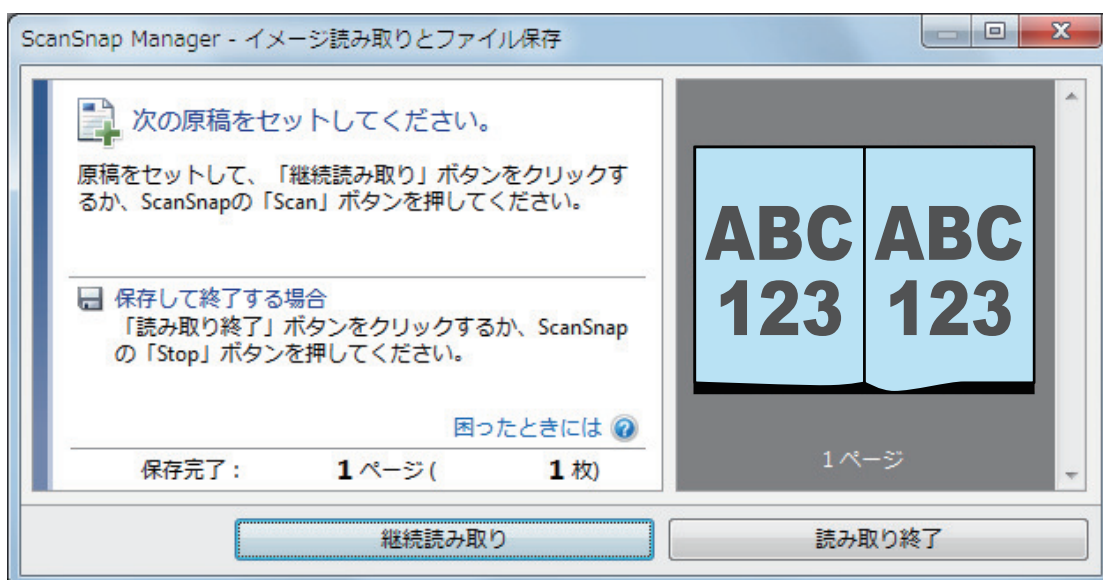 ScanSnap Manager - イメージ読み取りとファイル保存
次の原稿をセットしてください。
原稿をセットして、「継続読み取り」ボタンをクリックす
るか、ScanSnapの「Scan」ボタンを押してください。
保存して終了する場合
「読み取り終了」ボタンをクリックするか、ScanSnap
の「Stop」ボタンを押してください。
困ったときには ?
保存完了： 1 ページ ( 1 枚)
ABC ABC
123 123
1 ページ
継続読み取り
読み取り終了